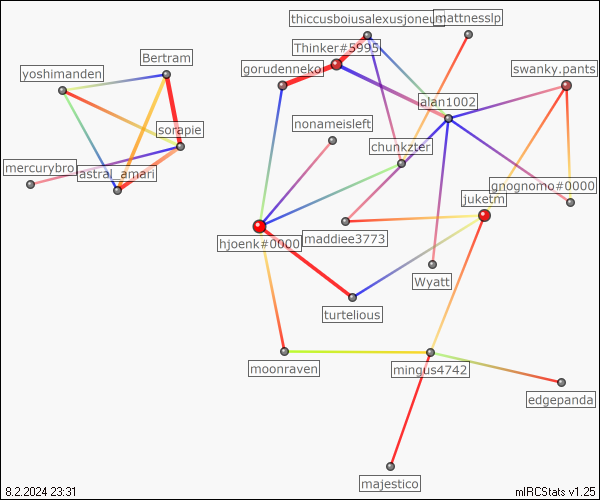 thiccusboiusalexusjoneu
mattnesslp
Thinker#5995
Bertram
gorudenneko
swanky.pants
yoshimanden
alan1002
nonameisleft
sorapie
chunkzter
mercurybro
astral_amari
gnognomo#0000
juketm
hjoenk#0000
maddiee3773
Wyatt
turtelious
moonraven
mingus4742
edgepanda
majestico
8.2.2024 23:31
mIRCStats v1.25